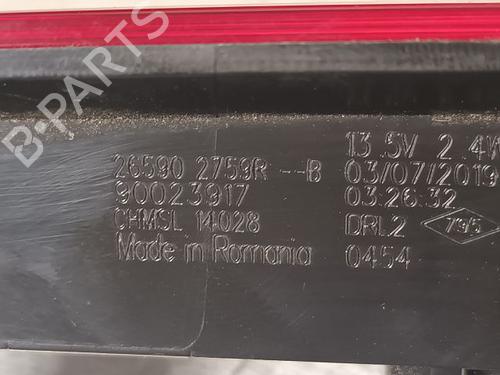 B-PARTS
26590 2759R --B
90023917
CHMSL 14028
Made in Romania
13.5V 2.4W
03/07/2019
03:26:32
DRL2
0454